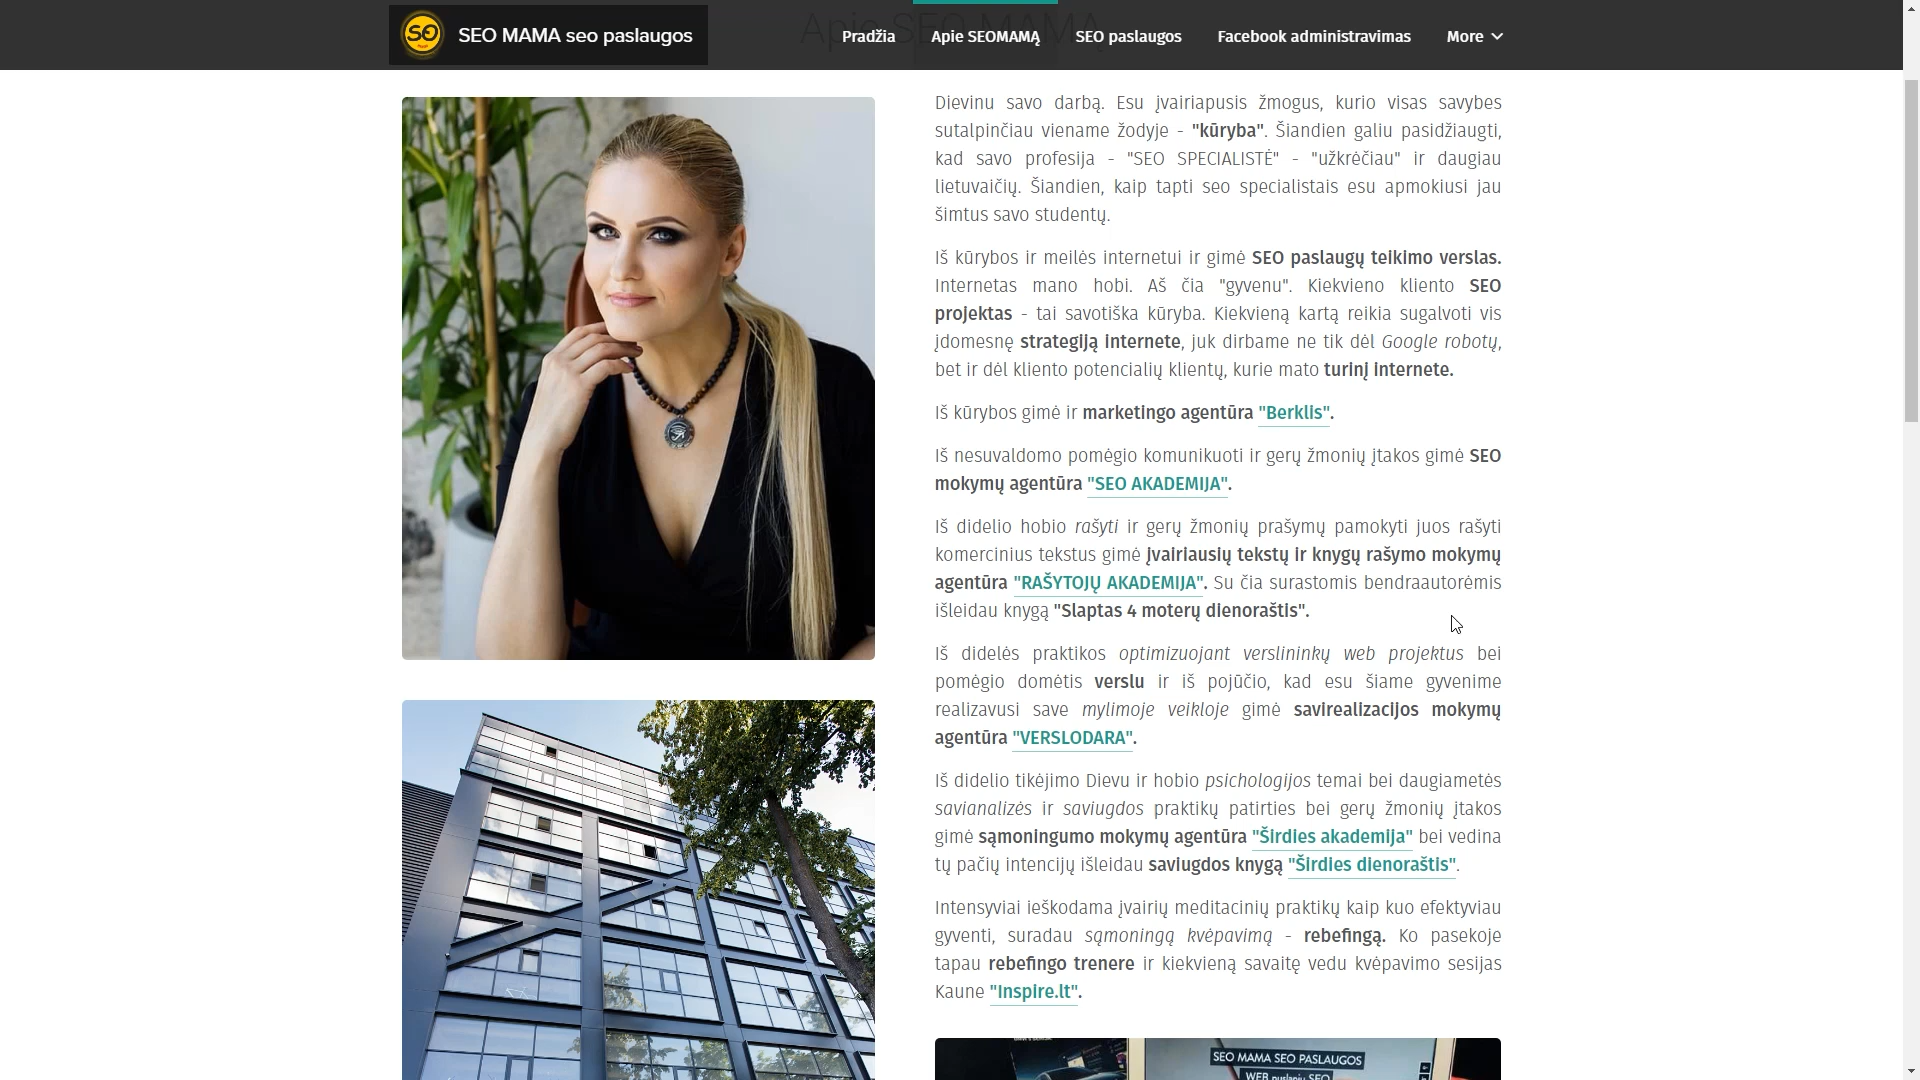 Apie SEO MAMĄ
SEO MAMA seo paslaugos
Pradžia
Apie SEOMAMĄ
SEO paslaugos
Facebook administravimas
More
Dievinu savo darbą. Esu įvairiapusis žmogus, kurio visas savybes
sutalpinčiau viename žodyje - "kūryba". Šiandien galiu pasidžiaugti,
kad savo profesija - "SEO SPECIALISTĖ" - "užkrėčiau" ir daugiau
lietuvaičių. Šiandien, kaip tapti seo specialistais esu apmokiusi jau
šimtus savo studentų.
Iš kūrybos ir meilės internetui ir gimė SEO paslaugų teikimo verslas.
Internetas mano hobi. Aš čia "gyvenu". Kiekvieno kliento SEO
projektas - tai savotiška kūryba. Kiekvieną kartą reikia sugalvoti vis
įdomesnę strategiją internete, juk dirbame ne tik dėl Google robotų,
bet ir dėl kliento potencialių klientų, kurie mato turinį internete.
Iš kūrybos gimė ir marketingo agentūra "Berklis".
Iš nesuvaldomo pomėgio komunikuoti ir gerų žmonių įtakos gimė SEO
mokymų agentūra "SEO AKADEMIJA".
Iš didelio hobio rašyti ir gerų žmonių prašymų pamokyti juos rašyti
komercinius tekstus gimė įvairiausių tekstų ir knygų rašymo mokymų
agentūra "RAŠYTOJŲ AKADEMIJA". Su čia surastomis bendraautorėmis
išleidau knygą "Slaptas 4 moterų dienoraštis".
Iš didelės praktikos optimizuojant verslininkų web projektus bei
pomėgio domėtis verslu ir iš pojūčio, kad esu šiame gyvenime
realizavusi save mylimoje veikloje gimė savirealizacijos mokymų
agentūra "VERSLODARA".
Iš didelio tikėjimo Dievu ir hobio psichologijos temai bei daugiametės
savianalizės ir saviugdos praktikų patirties bei gerų žmonių įtakos
gimė sąmoningumo mokymų agentūra "Širdies akademija" bei vedina
tų pačių intencijų išleidau saviugdos knygą "Širdies dienoraštis".
Intensyviai ieškodama įvairių meditacinių praktikų kaip kuo efektyviau
gyventi, suradau sąmoningą kvėpavimą - rebefingą. Ko pasekoje
tapau rebefingo trenere ir kiekvieną savaitę vedu kvėpavimo sesijas
Kaune "Inspire.lt".
SEO MAMA SEO PASLAUGOS
WEB puslapių SEO